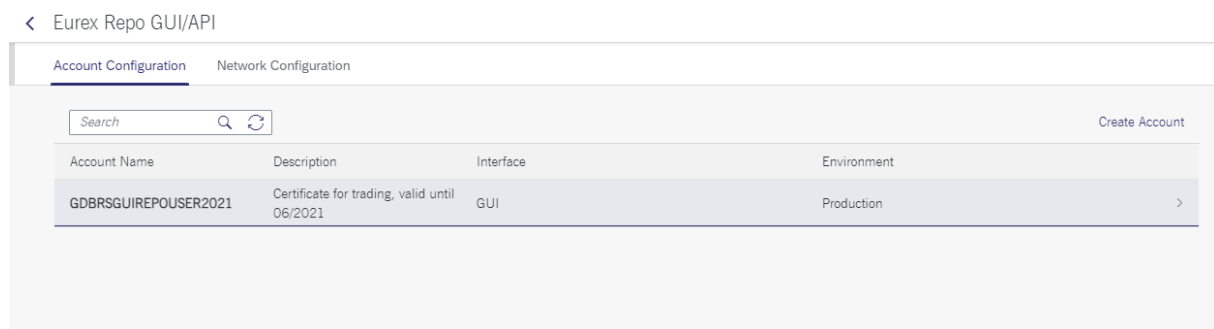 Eurex Repo GUI/API
Account Configuration Network Configuration
Search Create Account
Account Name Description Interface Environment
GDBRSGUIREPOUSER2021 Certificate for trading, valid until 06/2021 GUI Production